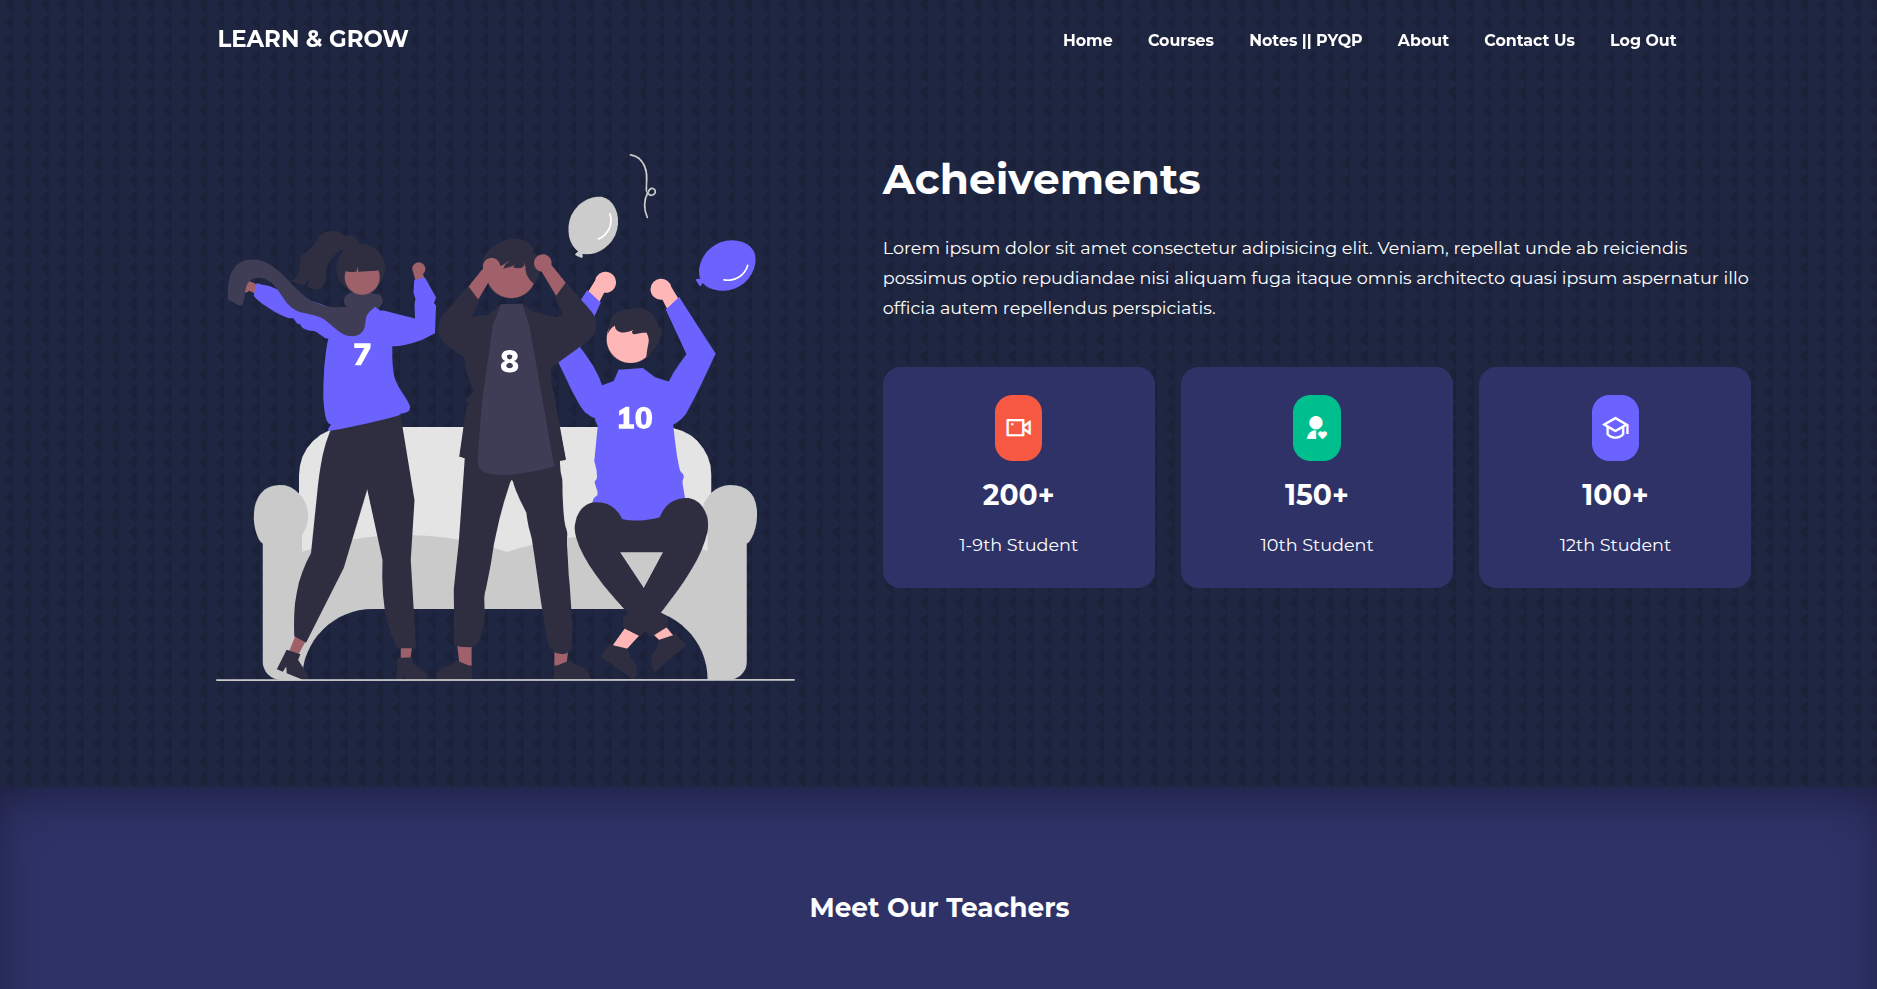 LEARN & GROW
Home Courses Notes || PYQP About Contact Us Log Out
Acheivements
Lorem ipsum dolor sit amet consectetur adipisicing elit. Veniam, repellat unde ab reiciendis
possimus optio repudiandae nisi aliquam fuga itaque omnis architecto quasi ipsum aspernatur illo
officia autem repellendus perspiciatis.
7
8
10
200+
1-9th Student
150+
10th Student
100+
12th Student
Meet Our Teachers